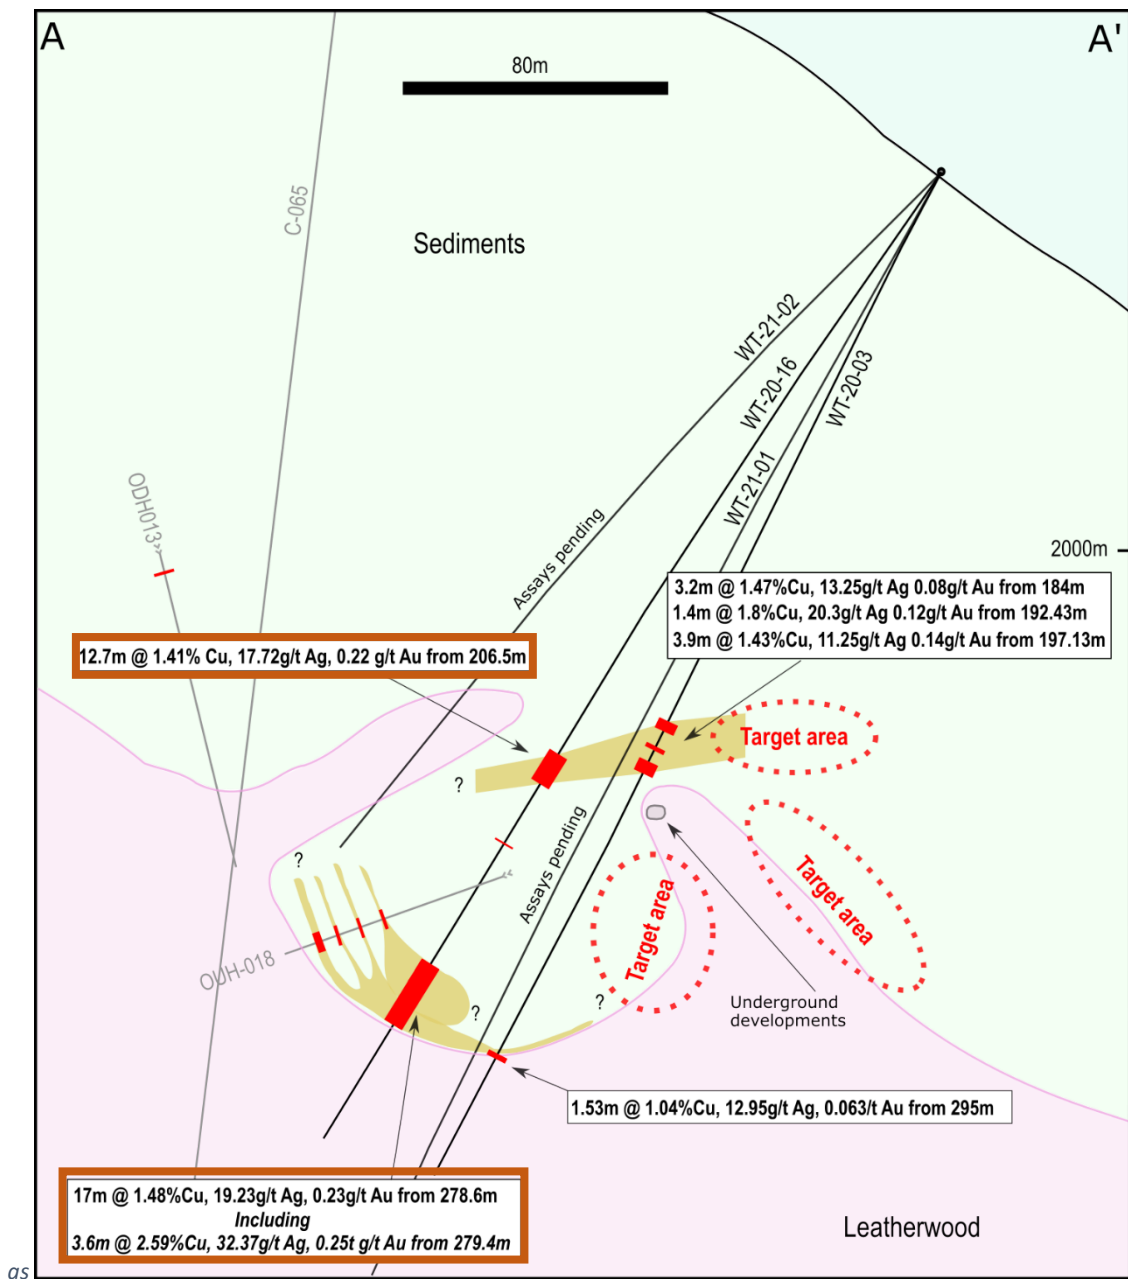 A
A'
80m
C-065
Sediments
WT-21-02
WT-20-16
WT-20-03
WT-21-01
ODH013
Assays pending
2000m
3.2m @ 1.47%Cu, 13.25g/t Ag 0.08g/t Au from 184m
1.4m @ 1.8%Cu, 20.3g/t Ag 0.12g/t Au from 192.43m
3.9m @ 1.43%Cu, 11.25g/t Ag 0.14g/t Au from 197.13m
12.7m @ 1.41% Cu, 17.72g/t Ag, 0.22 g/t Au from 206.5m
Target area
?
Assays pending
?
Target area
Target area
OUH-018
?
?
Underground
developments
1.53m @ 1.04%Cu, 12.95g/t Ag, 0.063/t Au from 295m
17m @ 1.48%Cu, 19.23g/t Ag, 0.23g/t Au from 278.6m
Including
3.6m @ 2.59%Cu, 32.37g/t Ag, 0.25t g/t Au from 279.4m
Leatherwood
as